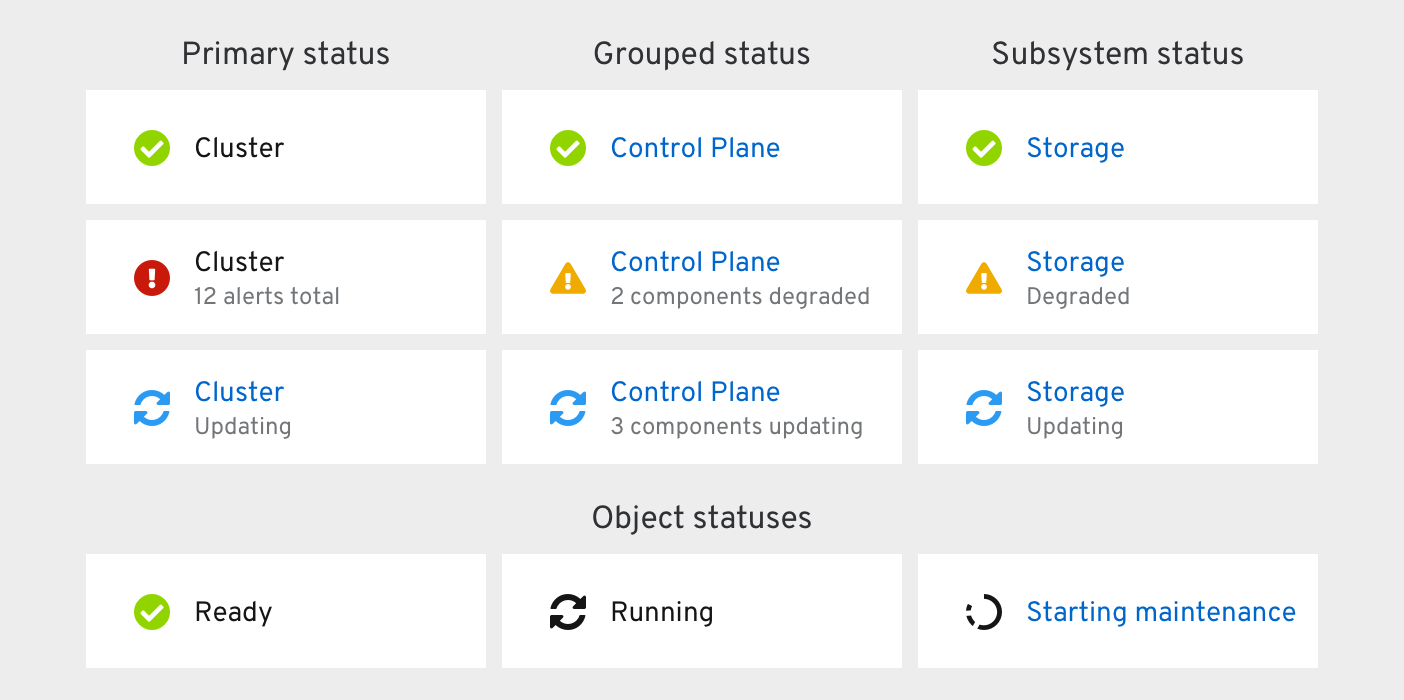 Primary status
Grouped status
Subsystem status
Cluster
Control Plane
Storage
Cluster
12 alerts total
Control Plane
2 components degraded
Storage
Degraded
Cluster
Updating
Control Plane
3 components updating
Storage
Updating
Object statuses
Ready
Running
Starting maintenance